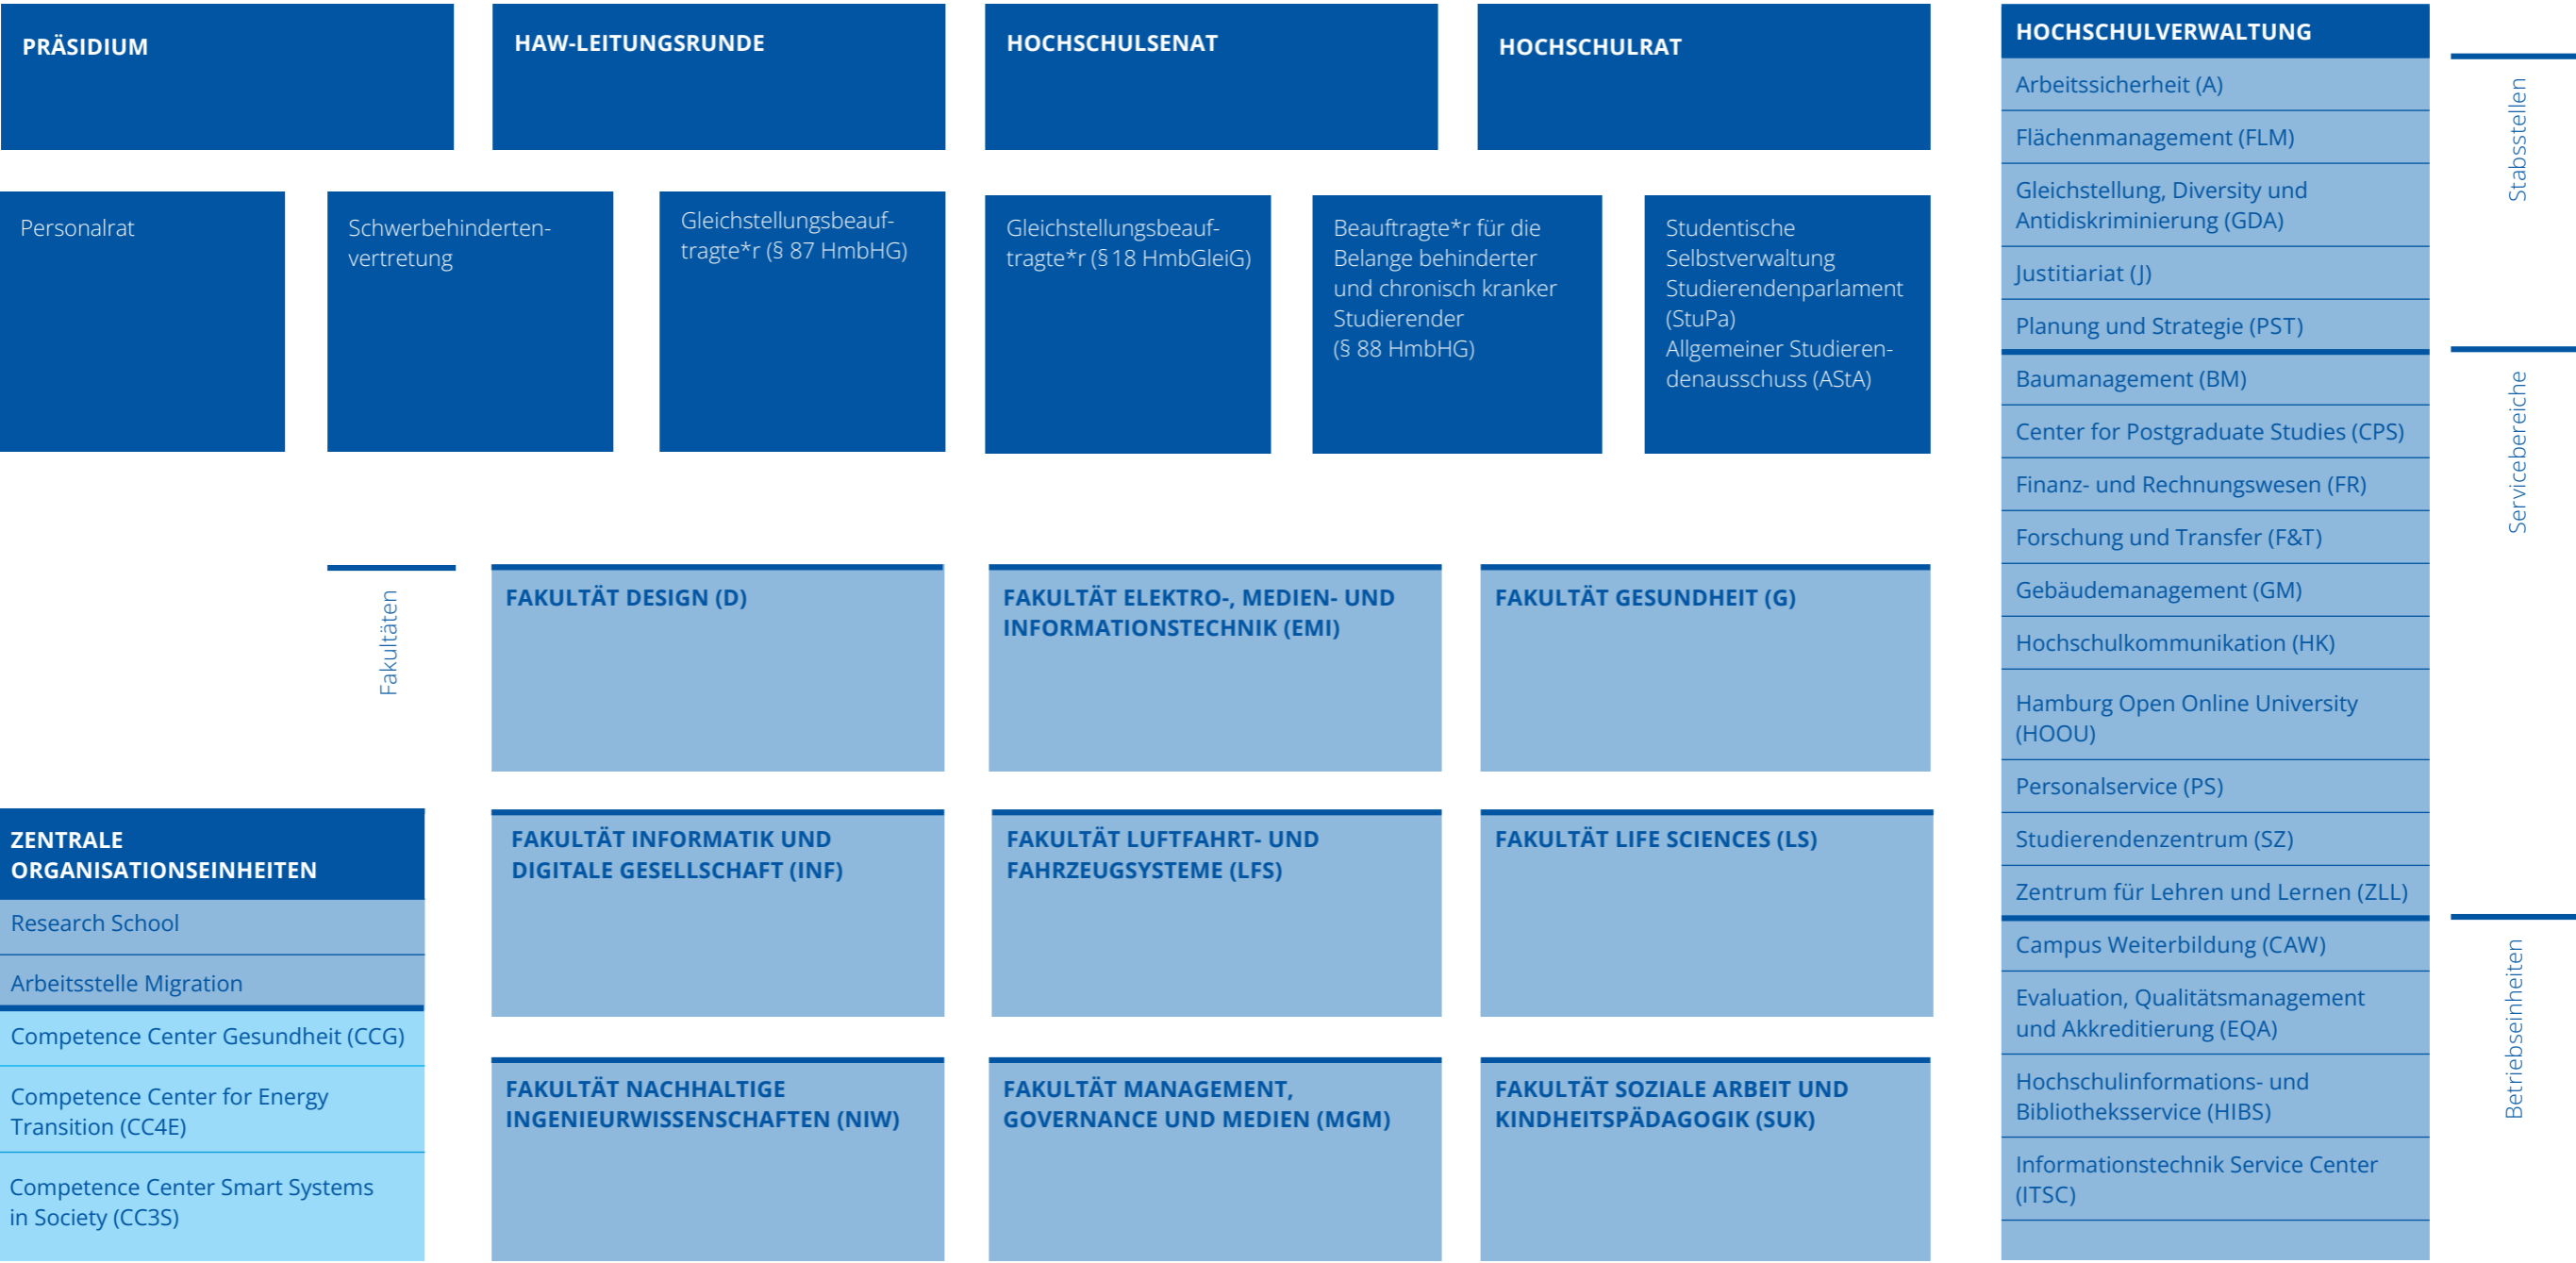 PRÄSIDIUM
HAW-LEITUNGSRUNDE
HOCHSCHULSENAT
HOCHSCHULRAT
Personalrat
Schwerbehinderten-
vertretung
Gleichstellungsbeauf-
tragte*r (§ 87 HmbHG)
Gleichstellungsbeauf-
tragte*r (§18 HmbGleiG)
Beauftragte*r für die
Belange behinderter
und chronisch kranker
Studierender
(§ 88 HmbHG)
Studentische
Selbstverwaltung
Studierendenparlament
(StuPa)
Allgemeiner Studieren-
denausschuss (AStA)
Fakultäten
FAKULTÄT DESIGN (D)
FAKULTÄT ELEKTRO-, MEDIEN- UND
INFORMATIONSTECHNIK (EMI)
FAKULTÄT GESUNDHEIT (G)
FAKULTÄT INFORMATIK UND
DIGITALE GESELLSCHAFT (INF)
FAKULTÄT LUFTFAHRT- UND
FAHRZEUGSYSTEME (LFS)
FAKULTÄT LIFE SCIENCES (LS)
FAKULTÄT NACHHALTIGE
INGENIEURWISSENSCHAFTEN (NIW)
FAKULTÄT MANAGEMENT,
GOVERNANCE UND MEDIEN (MGM)
FAKULTÄT SOZIALE ARBEIT UND
KINDHEITSPÄDAGOGIK (SUK)
ZENTRALE
ORGANISATIONSEINHEITEN
Research School
Arbeitsstelle Migration
Competence Center Gesundheit (CCG)
Competence Center for Energy
Transition (CC4E)
Competence Center Smart Systems
in Society (CC3S)
HOCHSCHULVERWALTUNG
Stabsstellen
Arbeitssicherheit (A)
Flächenmanagement (FLM)
Gleichstellung, Diversity und
Antidiskriminierung (GDA)
Justitiariat (J)
Planung und Strategie (PST)
Servicebereiche
Baumanagement (BM)
Center for Postgraduate Studies (CPS)
Finanz- und Rechnungswesen (FR)
Forschung und Transfer (F&T)
Gebäudemanagement (GM)
Hochschulkommunikation (HK)
Hamburg Open Online University
(HOOU)
Personalservice (PS)
Studierendenzentrum (SZ)
Zentrum für Lehren und Lernen (ZLL)
Betriebseinheiten
Campus Weiterbildung (CAW)
Evaluation, Qualitätsmanagement
und Akkreditierung (EQA)
Hochschulinformations- und
Bibliotheksservice (HIBS)
Informationstechnik Service Center
(ITSC)